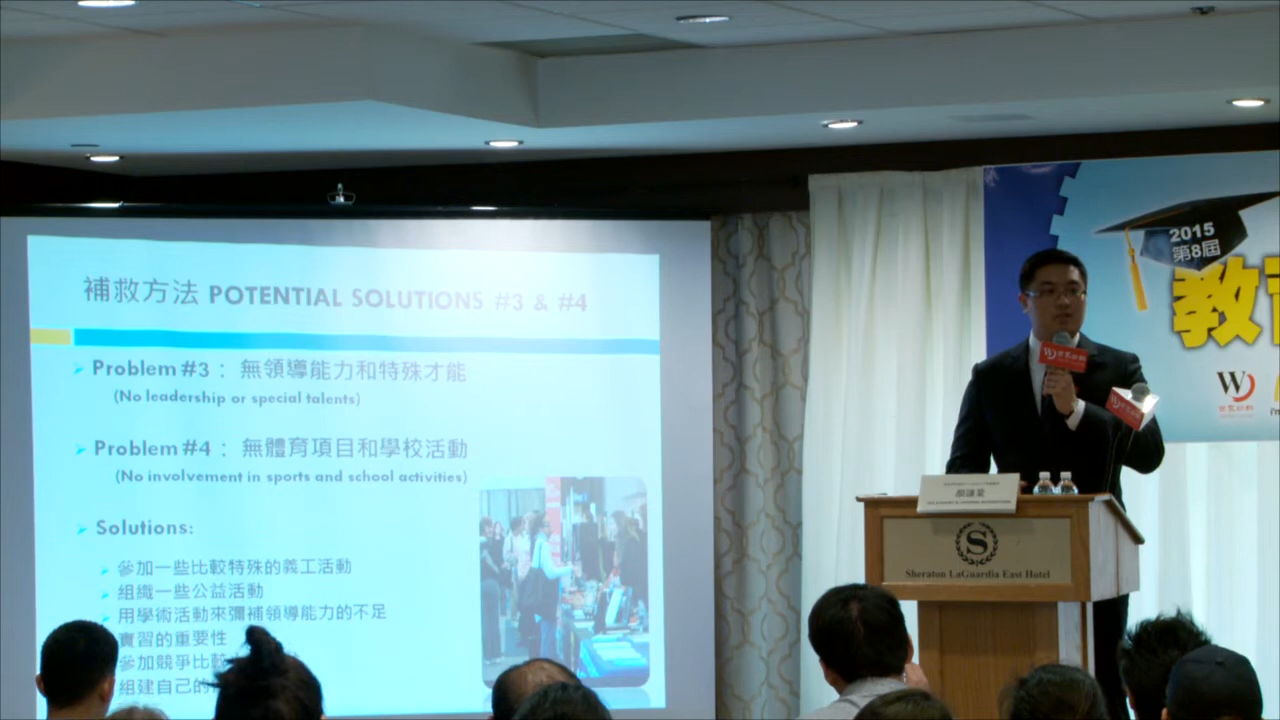 補救方法 POTENTIAL SOLUTIONS #3 & #4
Problem #3： 無領導能力和特殊才能
(No leadership or special talents)
Problem #4： 無體育項目和學校活動
(No involvement in sports and school activities)
Solutions:
參加一些比較特殊的義工活動
組織一些公益活動
用學術活動來彌補領導能力的不足
實習的重要性
參加競爭比較
組建自己的
2015
第8屆
教育
S
Sheraton LaGuardia East Hotel